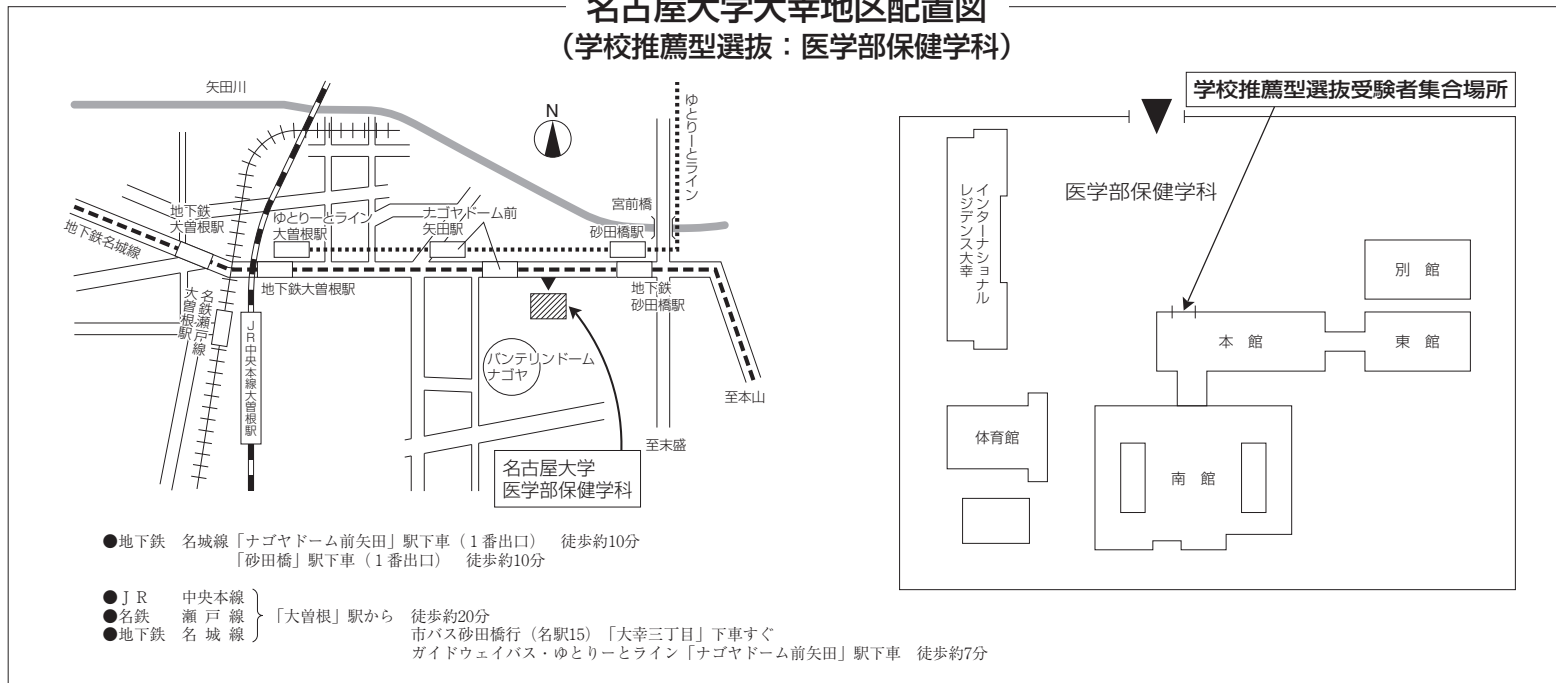 名古屋大学大幸地区配置図
（学校推薦型選抜：医学部保健学科）
矢田川
N
ゆとりーとライン
宮前橋
地下鉄
大曽根駅
地下鉄名城線
ゆとりーとライン
大曽根駅
ナゴヤドーム前
矢田駅
砂田橋駅
地下鉄大曽根駅
地下鉄
砂田橋駅
名鉄瀬戸線
大曽根駅
JR中央本線大曽根駅
バンテリンドーム
ナゴヤ
至本山
至末盛
名古屋大学
医学部保健学科
学校推薦型選抜受験者集合場所
医学部保健学科
インターナショナル
レジデンス大幸
別　館
本　館
東　館
体育館
南　館
●地下鉄　名城線「ナゴヤドーム前矢田」駅下車（１番出口）　徒歩約10分
「砂田橋」駅下車（１番出口）　徒歩約10分
●ＪＲ　中央本線
●名鉄　瀬戸線
「大曽根」駅から　徒歩約20分
●地下鉄　名城線
市バス砂田橋行（名駅15）「大幸三丁目」下車すぐ
ガイドウェイバス・ゆとりーとライン「ナゴヤドーム前矢田」駅下車　徒歩約7分